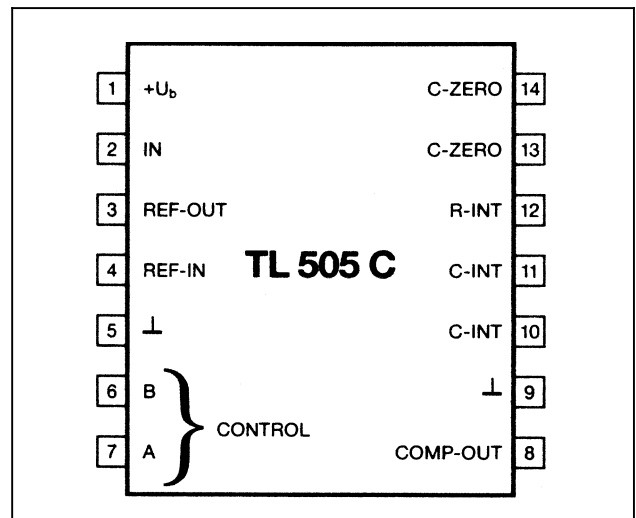 1 +Ub C-ZERO 14
2 IN C-ZERO 13
3 REF-OUT R-INT 12
4 REF-IN TL 505 C C-INT 11
5 ⊥ C-INT 10
6 B ⊥ 9
CONTROL
7 A COMP-OUT 8